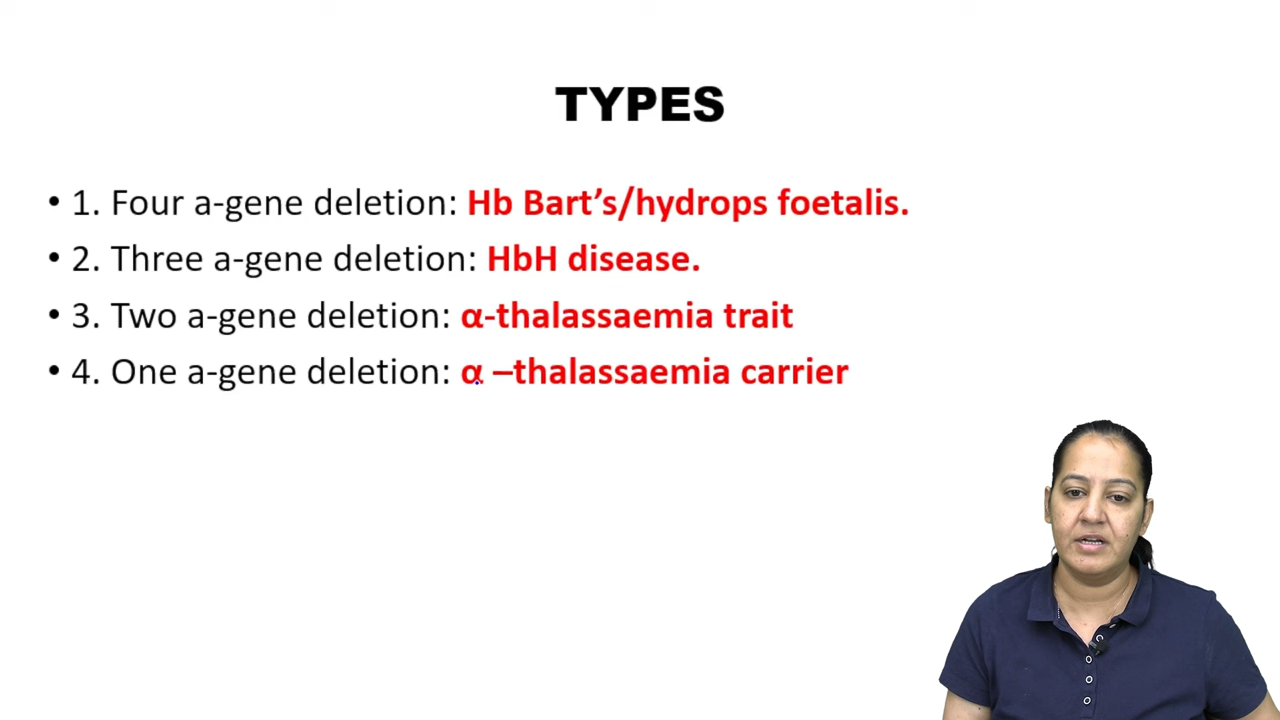 TYPES
• 1. Four a-gene deletion: Hb Bart’s/hydrops foetalis.
• 2. Three a-gene deletion: HbH disease.
• 3. Two a-gene deletion: α-thalassaemia trait
• 4. One a-gene deletion: α –thalassaemia carrier